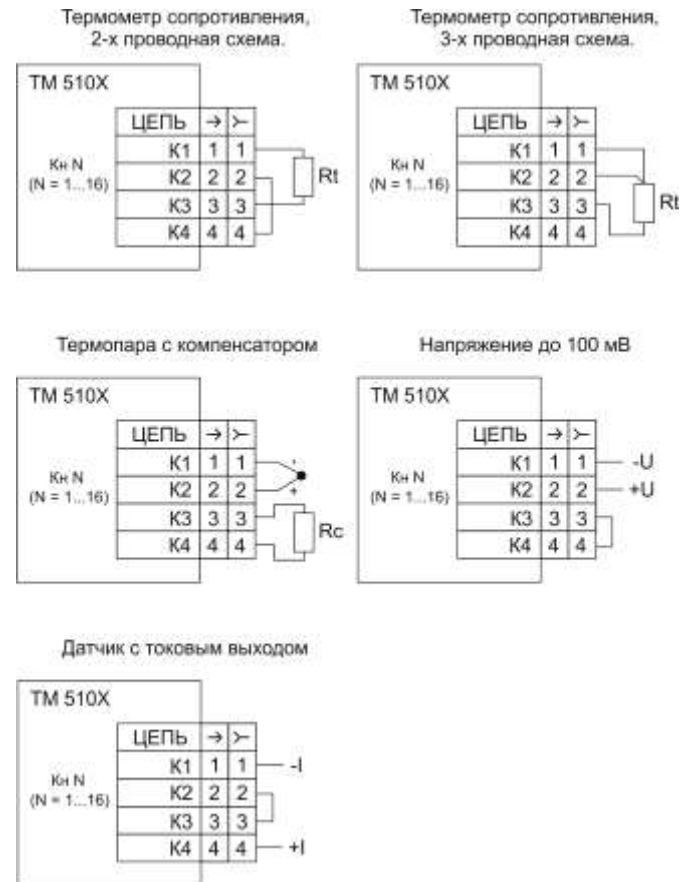 Термометр сопротивления,
2-х проводная схема.
TM 510X
ЦЕПЬ
Кн N
(N = 1...16)
K1 1 1
K2 2 2
K3 3 3
K4 4 4
Rt
Термометр сопротивления,
3-х проводная схема.
TM 510X
ЦЕПЬ
Кн N
(N = 1...16)
K1 1 1
K2 2 2
K3 3 3
K4 4 4
Rt
Термопара с компенсатором
TM 510X
ЦЕПЬ
Кн N
(N = 1...16)
K1 1 1 -
K2 2 2 +
K3 3 3
K4 4 4
Rc
Напряжение до 100 мВ
TM 510X
ЦЕПЬ
Кн N
(N = 1...16)
K1 1 1 -U
K2 2 2 +U
K3 3 3
K4 4 4
Датчик с токовым выходом
TM 510X
ЦЕПЬ
Кн N
(N = 1...16)
K1 1 1 -I
K2 2 2
K3 3 3
K4 4 4 +I